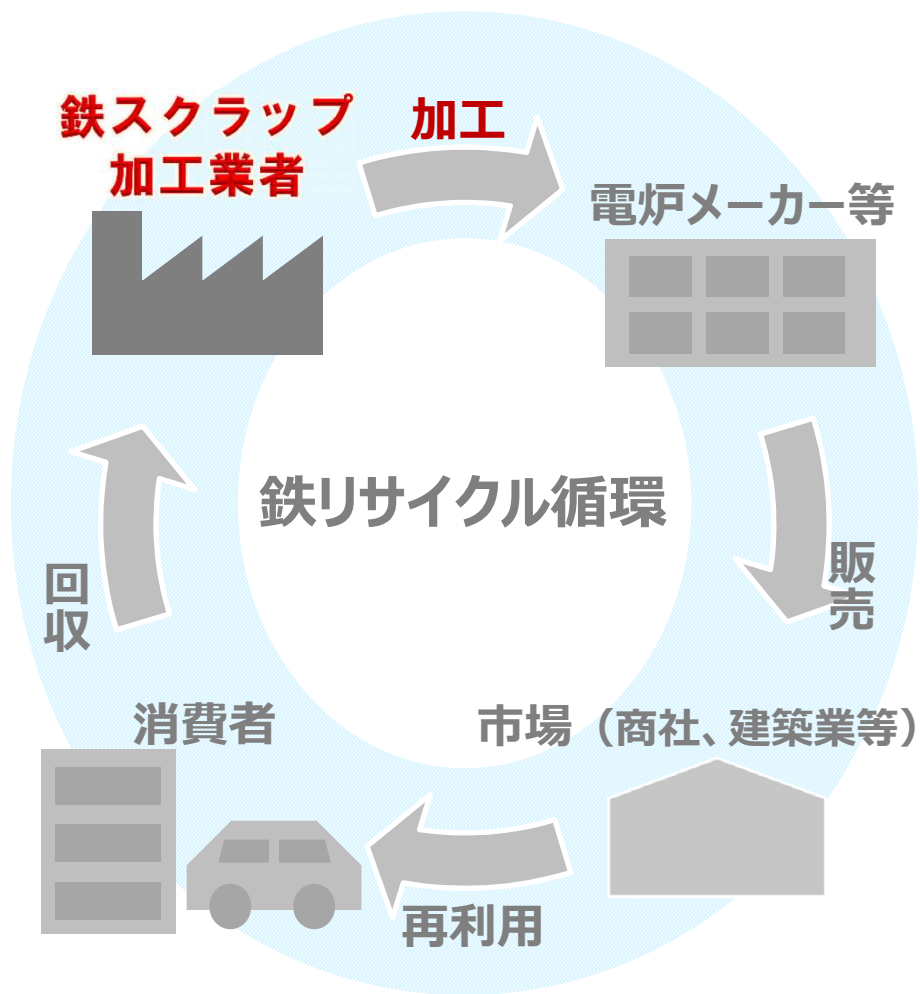 鉄スクラップ
加工業者
加工
電炉メーカー等
鉄リサイクル循環
販売
回収
消費者
市場（商社、建築業等）
再利用